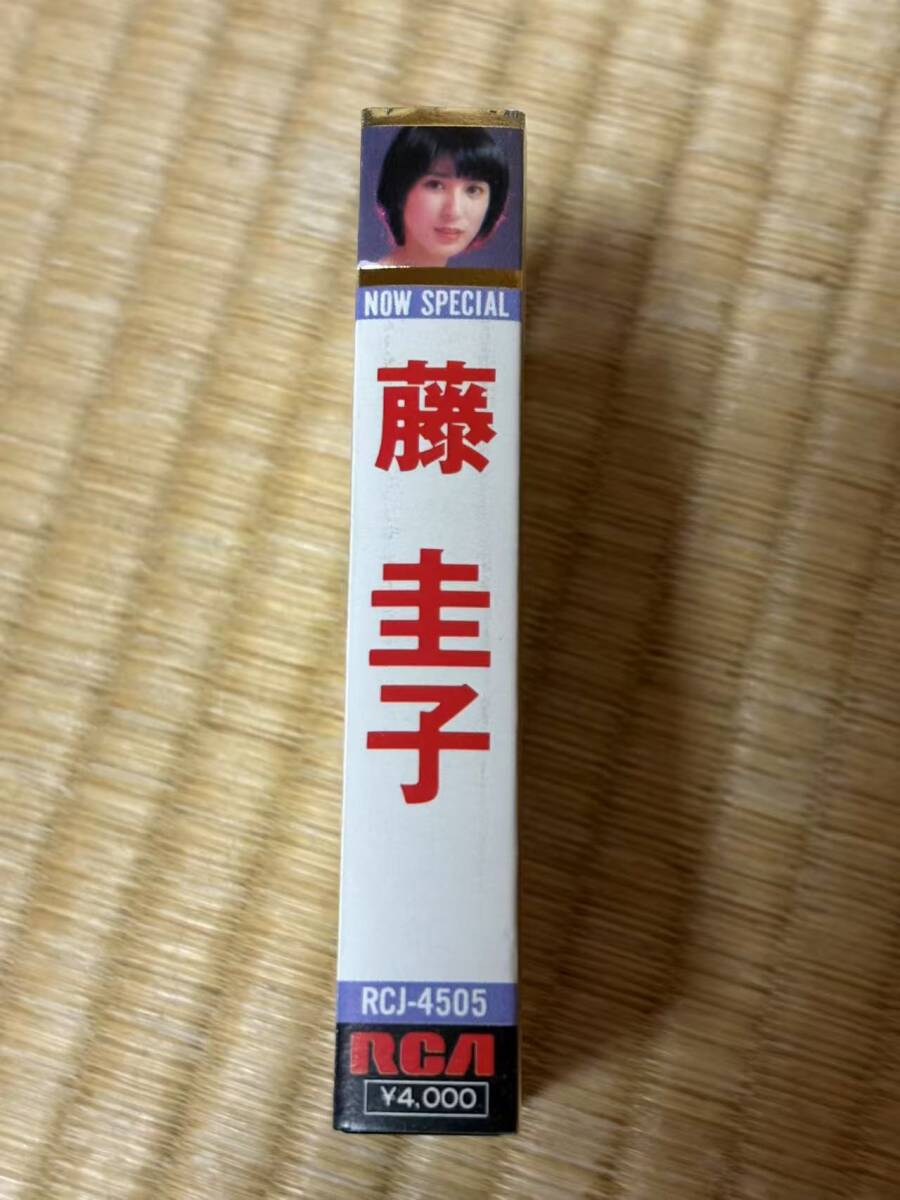 NOW SPECIAL
藤圭子
RCJ-4505
RCA
¥4,000